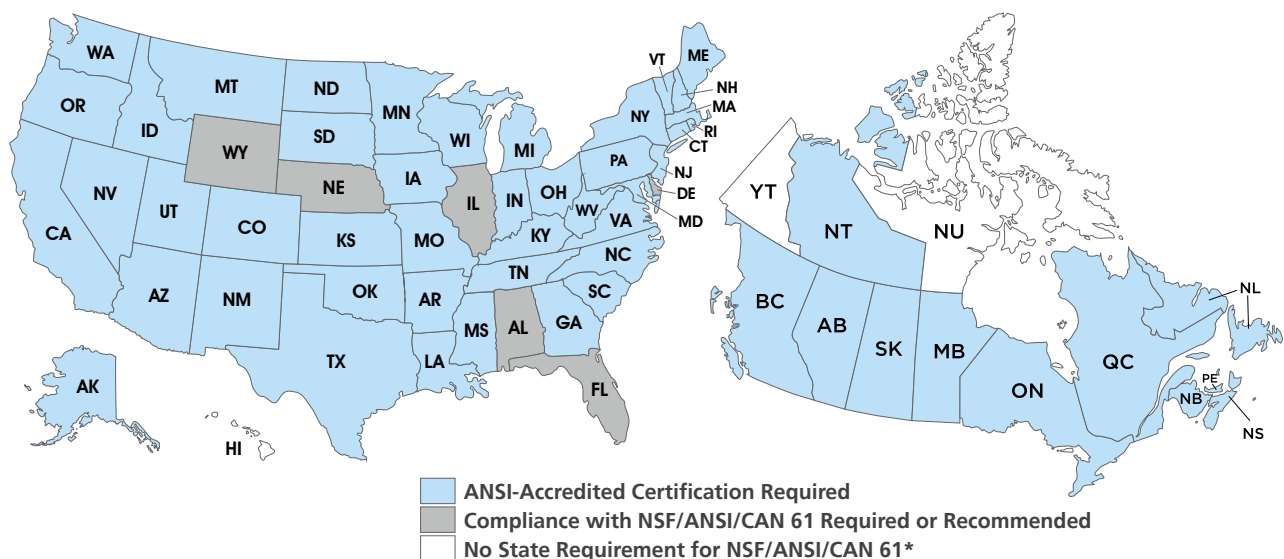 WA
MT
ND
MN
VT
ME
NH
MA
OR
ID
SD
WI
MI
NY
RI
CT
WY
PA
NJ
NE
IA
NV
UT
CO
IL
IN
OH
WV
VA
DE
MD
CA
KS
MO
KY
NC
TN
AZ
NM
OK
AR
SC
MS
AL
GA
TX
LA
FL
AK
HI
YT
NT
NU
BC
AB
SK
MB
ON
QC
NL
PE
NB
NS
ANSI-Accredited Certification Required
Compliance with NSF/ANSI/CAN 61 Required or Recommended
No State Requirement for NSF/ANSI/CAN 61*